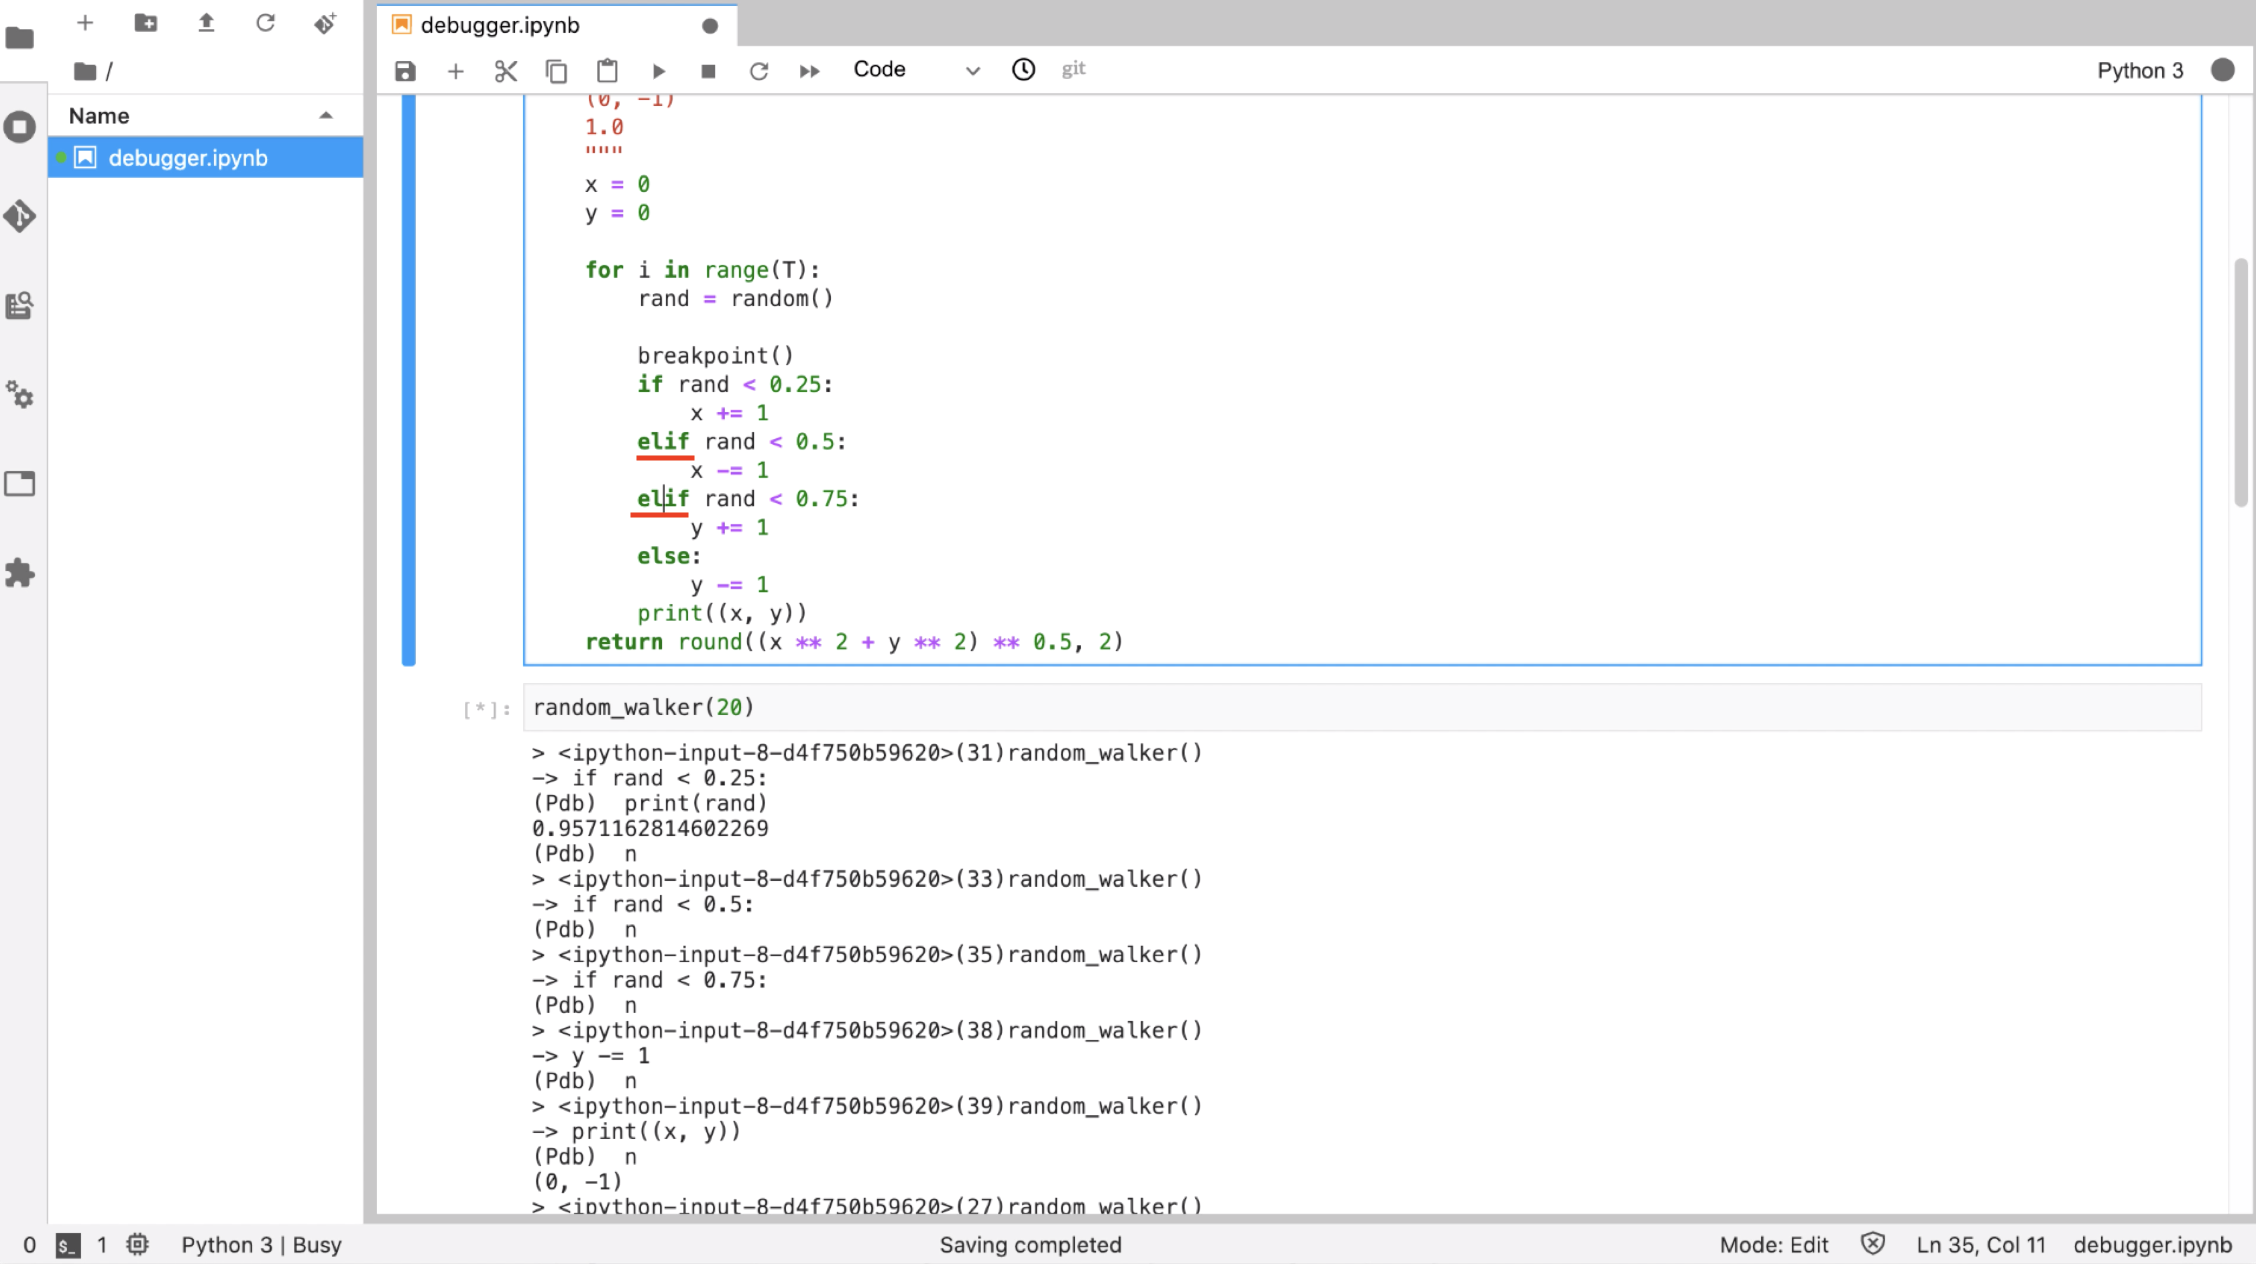 debugger.ipynb
/
Code
git
Python 3
Name
debugger.ipynb
(0, -1)
1.0
"""
x = 0
y = 0
for i in range(T):
rand = random()
breakpoint()
if rand < 0.25:
x += 1
elif rand < 0.5:
x -= 1
elif rand < 0.75:
y += 1
else:
y -= 1
print((x, y))
return round((x ** 2 + y ** 2) ** 0.5, 2)
[*]: random_walker(20)
> <ipython-input-8-d4f750b59620>(31)random_walker()
-> if rand < 0.25:
(Pdb)  print(rand)
0.9571162814602269
(Pdb)  n
> <ipython-input-8-d4f750b59620>(33)random_walker()
-> if rand < 0.5:
(Pdb)  n
> <ipython-input-8-d4f750b59620>(35)random_walker()
-> if rand < 0.75:
(Pdb)  n
> <ipython-input-8-d4f750b59620>(38)random_walker()
-> y -= 1
(Pdb)  n
> <ipython-input-8-d4f750b59620>(39)random_walker()
-> print((x, y))
(Pdb)  n
(0, -1)
> <ipython-input-8-d4f750b59620>(27)random_walker()
0 $_ 1 Python 3 | Busy Saving completed Mode: Edit Ln 35, Col 11 debugger.ipynb